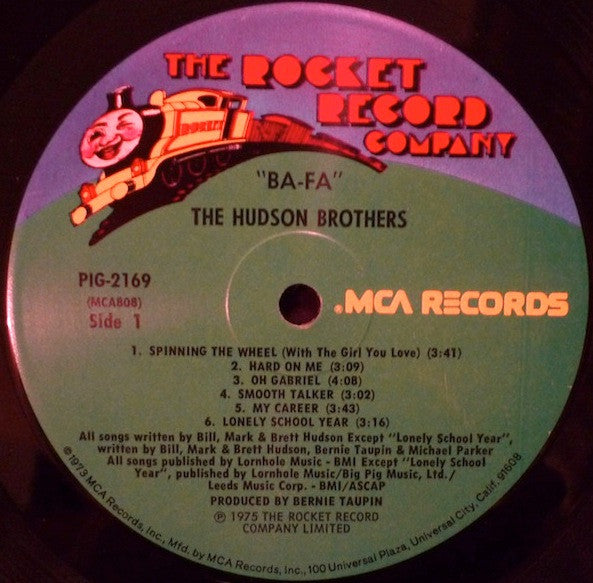 THE ROCKET
RECORD
COMPANY
ROCKET
"BA-FA"
THE HUDSON BROTHERS
PIG-2169
(MCA808)
Side 1
MCA RECORDS
1. SPINNING THE WHEEL (With The Girl You Love) (3:41)
2. HARD ON ME (3:09)
3. OH GABRIEL (4:08)
4. SMOOTH TALKER (3:02)
5. MY CAREER (3:43)
6. LONELY SCHOOL YEAR (3:16)
All songs written by Bill, Mark & Brett Hudson Except "Lonely School Year",
written by Bill, Mark & Brett Hudson, Bernie Taupin & Michael Parker
All songs published by Lornhole Music - BMI Except "Lonely School
Year", published by Lornhole Music/Big Pig Music, Ltd./
Leeds Music Corp. - BMI/ASCAP
PRODUCED BY BERNIE TAUPIN
℗ 1975 THE ROCKET RECORD
COMPANY LIMITED
©1973 MCA Records, Inc., Mfd. by MCA Records, Inc., 100 Universal Plaza, Universal City, Calif. 91608